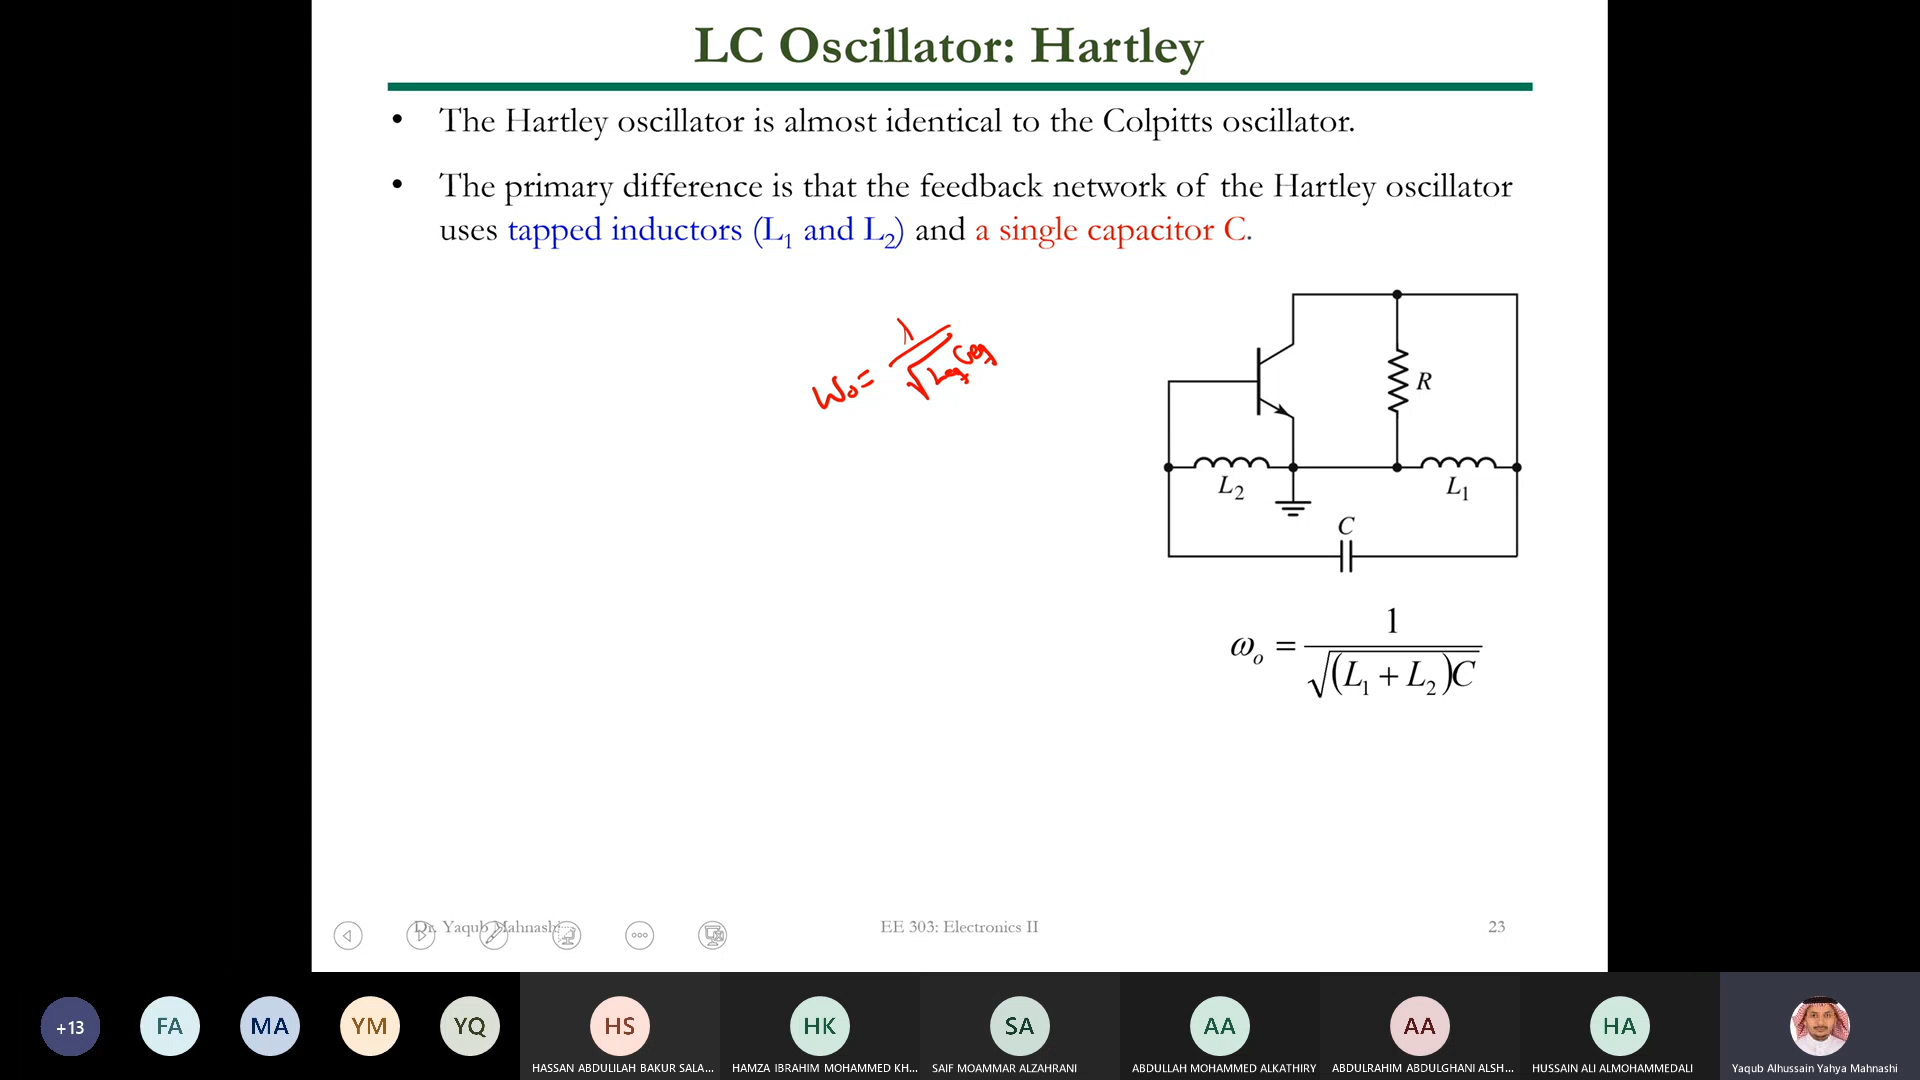 LC Oscillator: Hartley
• The Hartley oscillator is almost identical to the Colpitts oscillator.
• The primary difference is that the feedback network of the Hartley oscillator
uses tapped inductors (L1 and L2) and a single capacitor C.
W₀ = 1/√(Leq Ceq)
R
L2
L1
C
ωo = 1/√((L1 + L2)C)
Dr. Yaqub Mahnashi
EE 303: Electronics II
23
+13
FA
MA
YM
YQ
HS
HK
SA
AA
AA
HA
HASSAN ABDULILAH BAKUR SALA...
HAMZA IBRAHIM MOHAMMED KH...
SAIF MOAMMAR ALZAHRANI
ABDULLAH MOHAMMED ALKATHIRY
ABDULRAHIM ABDULGHANI ALSH...
HUSSAIN ALI ALMOHAMMEDALI
Yaqub Alhussain Yahya Mahnashi